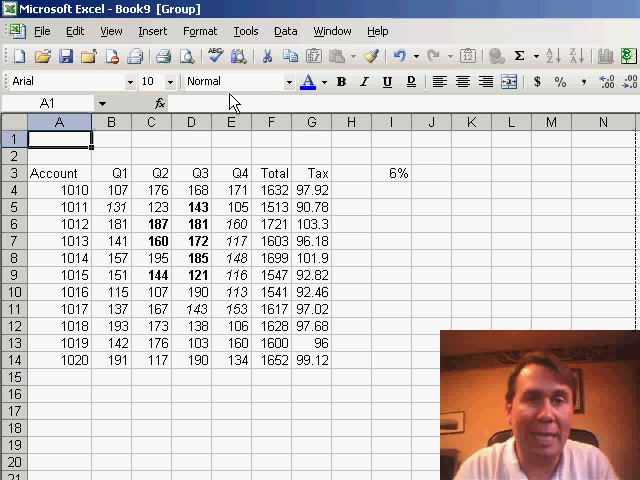 Microsoft Excel - Book9 [Group]
File Edit View Insert Format Tools Data Window Help
Arial 10 Normal A B I U D $ % ,
A1 fx
A B C D E F G H I J K L M N
1
2
3 Account Q1 Q2 Q3 Q4 Total Tax 6%
4 1010 107 176 168 171 1632 97.92
5 1011 131 123 143 105 1513 90.78
6 1012 181 187 181 160 1721 103.3
7 1013 141 160 172 117 1603 96.18
8 1014 157 195 185 148 1699 101.9
9 1015 151 144 121 116 1547 92.82
10 1016 115 107 190 113 1541 92.46
11 1017 137 167 143 153 1617 97.02
12 1018 193 173 138 106 1628 97.68
13 1019 142 176 103 160 1600 96
14 1020 191 117 190 134 1652 99.12
15
16
17
18
19
20
21